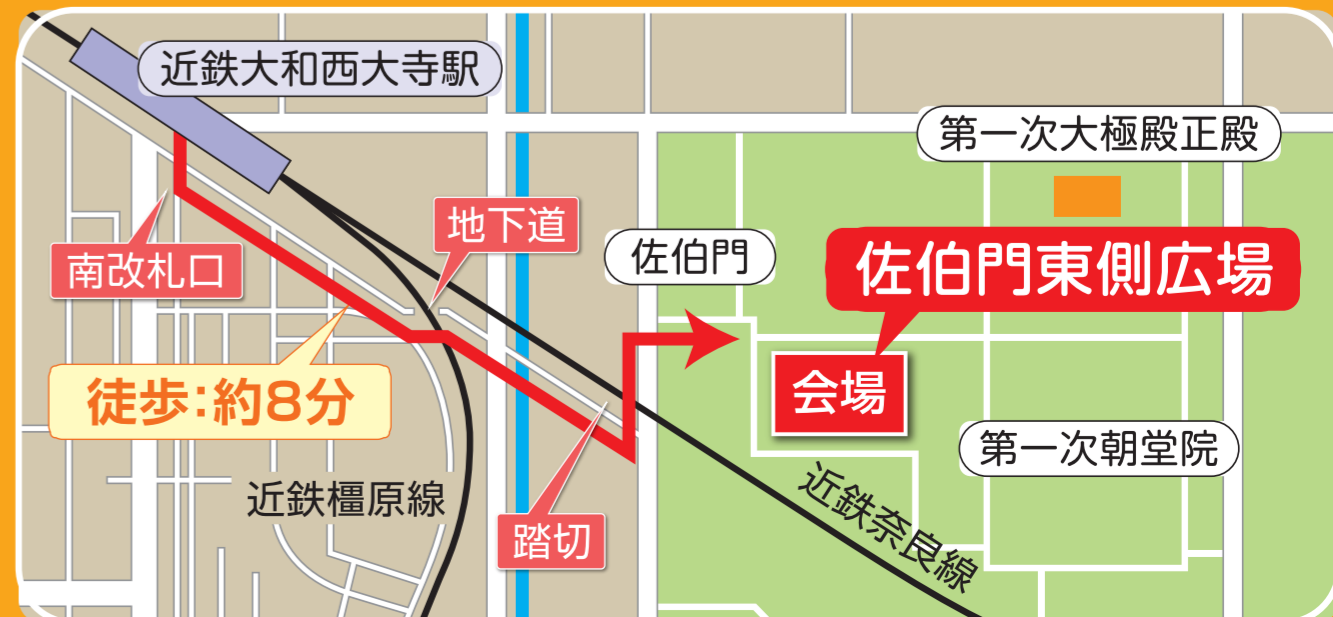 近鉄大和西大寺駅
第一次大極殿正殿
地下道
佐伯門
南改札口
佐伯門東側広場
徒歩:約8分
会場
第一次朝堂院
近鉄橿原線
踏切
近鉄奈良線